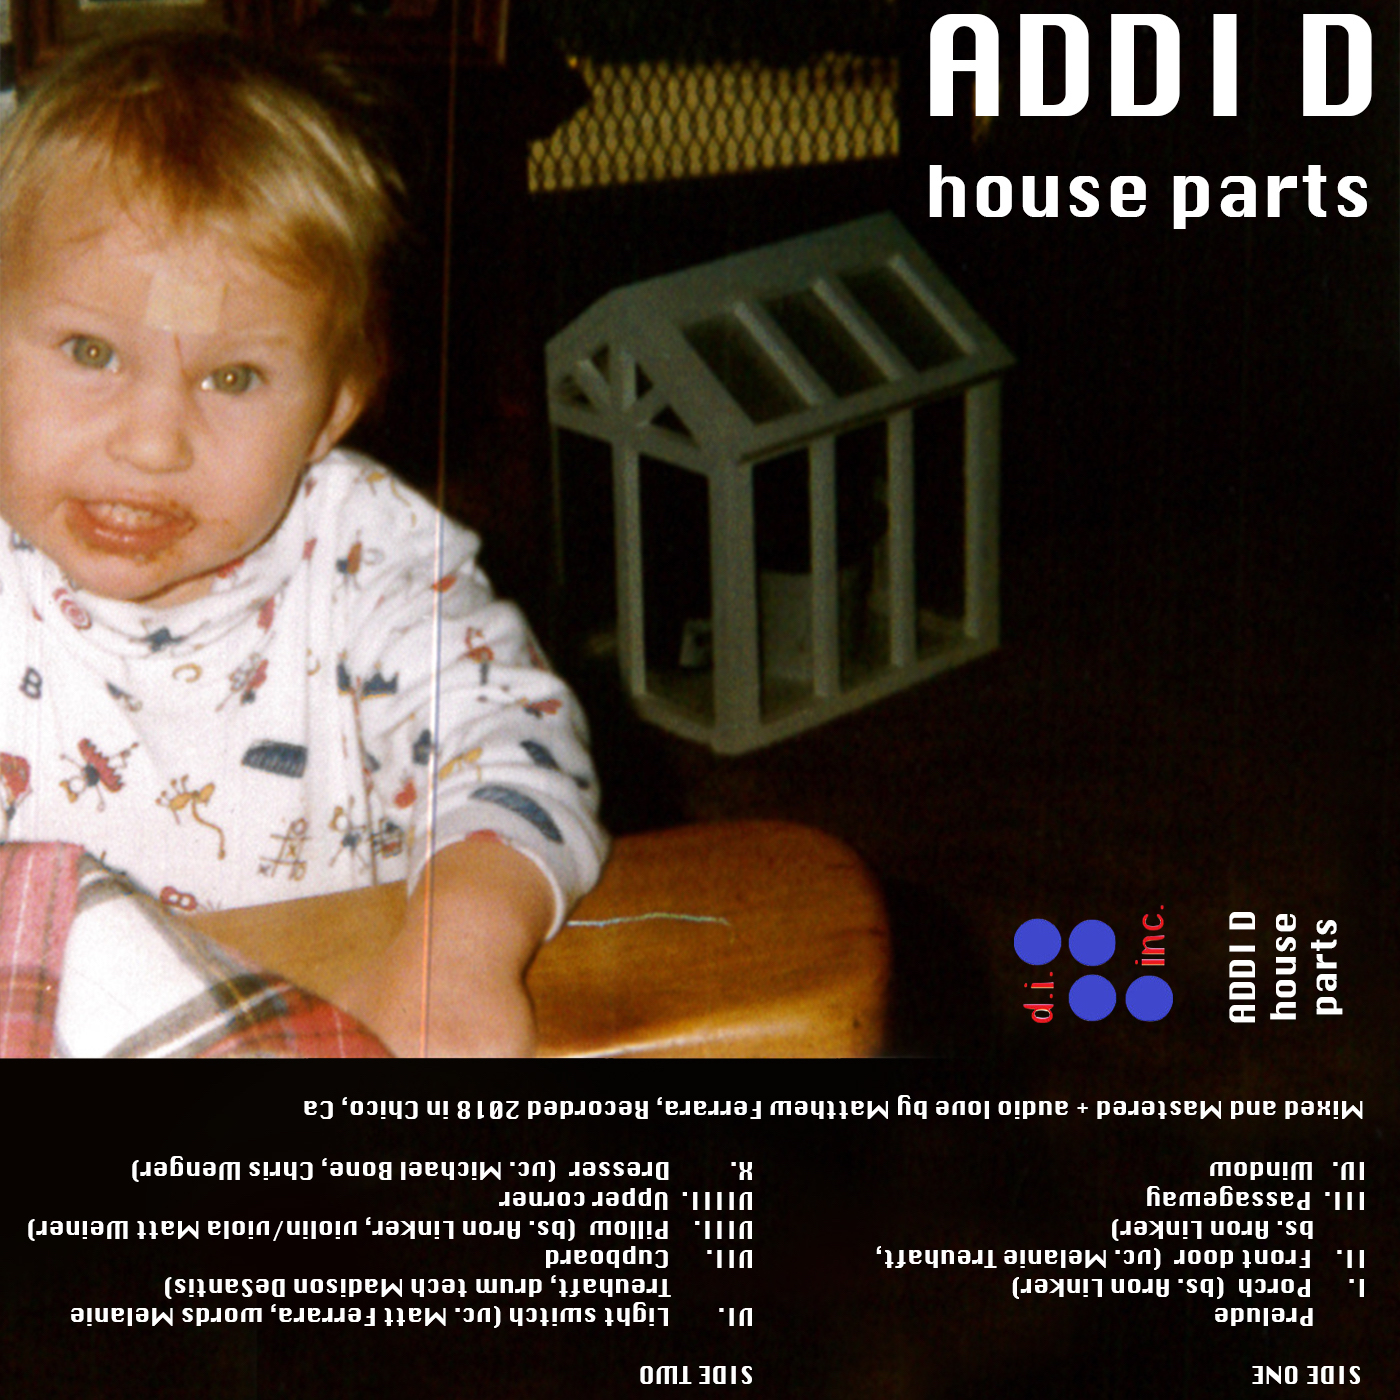 ADDI D
house parts
d.i.
inc.
ADDI D
house
parts
SIDE ONE
Prelude
I. Porch (bs. Aron Linker)
II. Front door (vc. Melanie Treuhaft,
bs. Aron Linker)
III. Passageway
IV. Window
SIDE TWO
VI. Light switch (vc. Matt Ferrara, words Melanie
Treuhaft, drum tech Madison DeSantis)
VII. Cupboard
VIII. Pillow (bs. Aron Linker, violin/viola Matt Weiner)
VIIII. Upper corner
X. Dresser (vc. Michael Bone, Chris Wenger)
Mixed and Mastered + audio love by Matthew Ferrara, Recorded 2018 in Chico, Ca